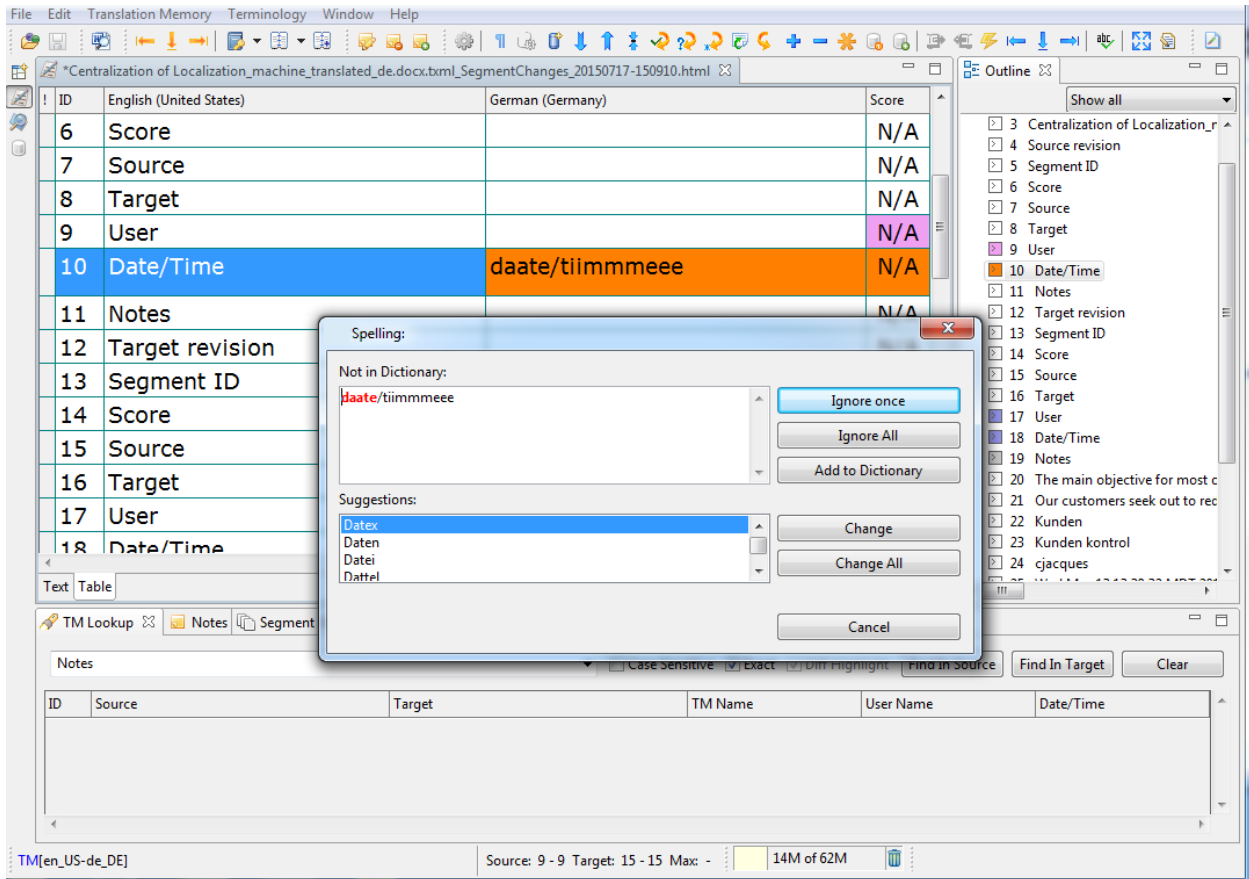 File Edit Translation Memory Terminology Window Help
*Centralization of Localization_machine_translated_de.docx.txml_SegmentChanges_20150717-150910.html
! ID English (United States) German (Germany) Score
6 Score N/A
7 Source N/A
8 Target N/A
9 User N/A
10 Date/Time daate/tiimmmeee N/A
11 Notes N/A
12 Target revision
13 Segment ID
14 Score
15 Source
16 Target
17 User
18 Date/Time
Text Table
Outline
Show all
3 Centralization of Localization_r
4 Source revision
5 Segment ID
6 Score
7 Source
8 Target
9 User
10 Date/Time
11 Notes
12 Target revision
13 Segment ID
14 Score
15 Source
16 Target
17 User
18 Date/Time
19 Notes
20 The main objective for most c
21 Our customers seek out to rec
22 Kunden
23 Kunden kontrol
24 cjacques
Spelling:
Not in Dictionary:
daate/tiimmmeee
Ignore once
Ignore All
Add to Dictionary
Suggestions:
Datex
Daten
Datei
Dattel
Change
Change All
Cancel
TM Lookup Notes Segment
Notes Case Sensitive Exact Diff Highlight Find In Source Find In Target Clear
ID Source Target TM Name User Name Date/Time
TM[en_US-de_DE] Source: 9 - 9 Target: 15 - 15 Max: - 14M of 62M